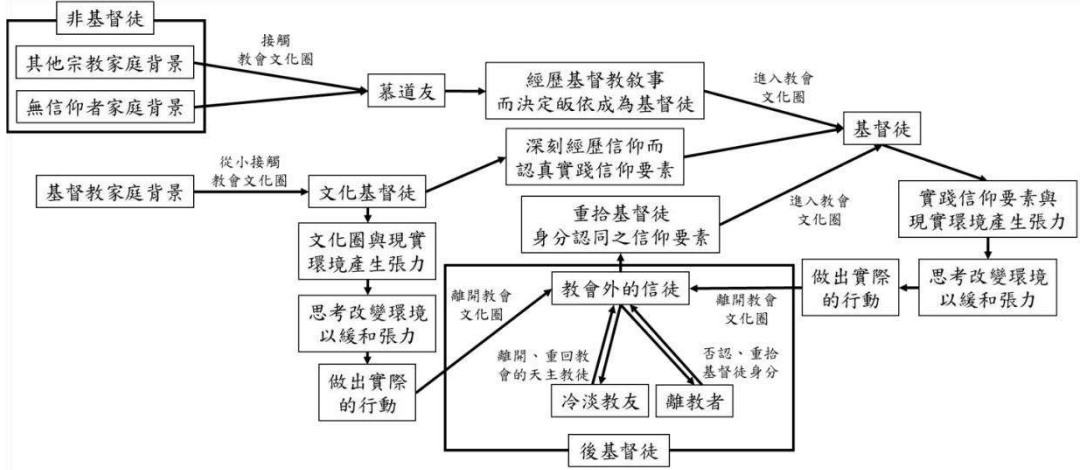 非基督徒
其他宗教家庭背景
無信仰者家庭背景
接觸
教會文化圈
慕道友
經歷基督教敘事
而決定皈依成為基督徒
進入教會
文化圈
基督徒
基督教家庭背景
從小接觸
教會文化圈
文化基督徒
深刻經歷信仰而
認真實踐信仰要素
重拾基督徒
身分認同之信仰要素
進入教會
文化圈
實踐信仰要素與
現實環境產生張力
文化圈與現實
環境產生張力
思考改變環境
以緩和張力
做出實際
的行動
離開教會
文化圈
教會外的信徒
離開教會
文化圈
做出實際
的行動
思考改變環境
以緩和張力
離開、重回教
會的天主教徒
否認、重拾
基督徒身分
冷淡教友
離教者
後基督徒